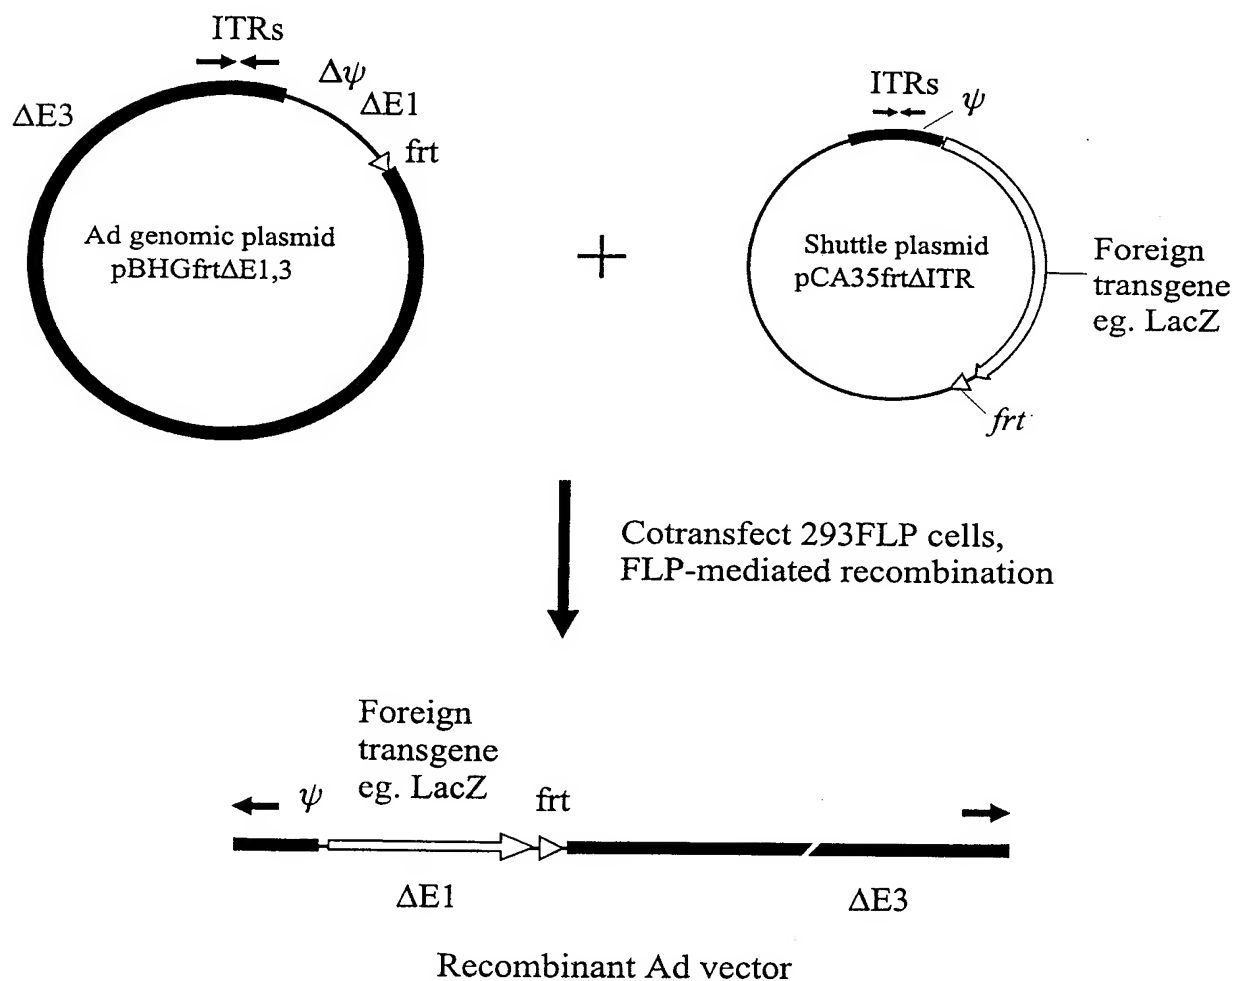 ITRs
Δψ
ΔE1
ΔE3
frt
Ad genomic plasmid
pBHGfrtΔE1,3
+
ITRs
ψ
Shuttle plasmid
pCA35frtΔITR
Foreign
transgene
eg. LacZ
frt
Cotransfect 293FLP cells,
FLP-mediated recombination
Foreign
transgene
eg. LacZ
ψ
frt
ΔE1
ΔE3
Recombinant Ad vector